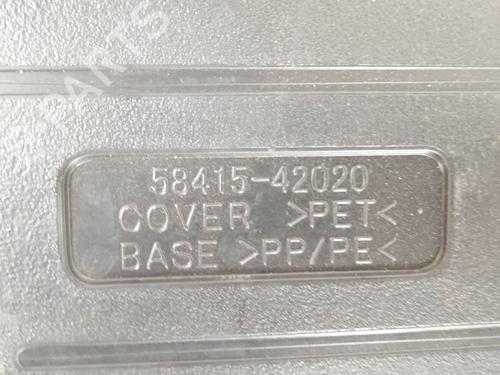 58415-42020
COVER >PET<
BASE >PP/PE<